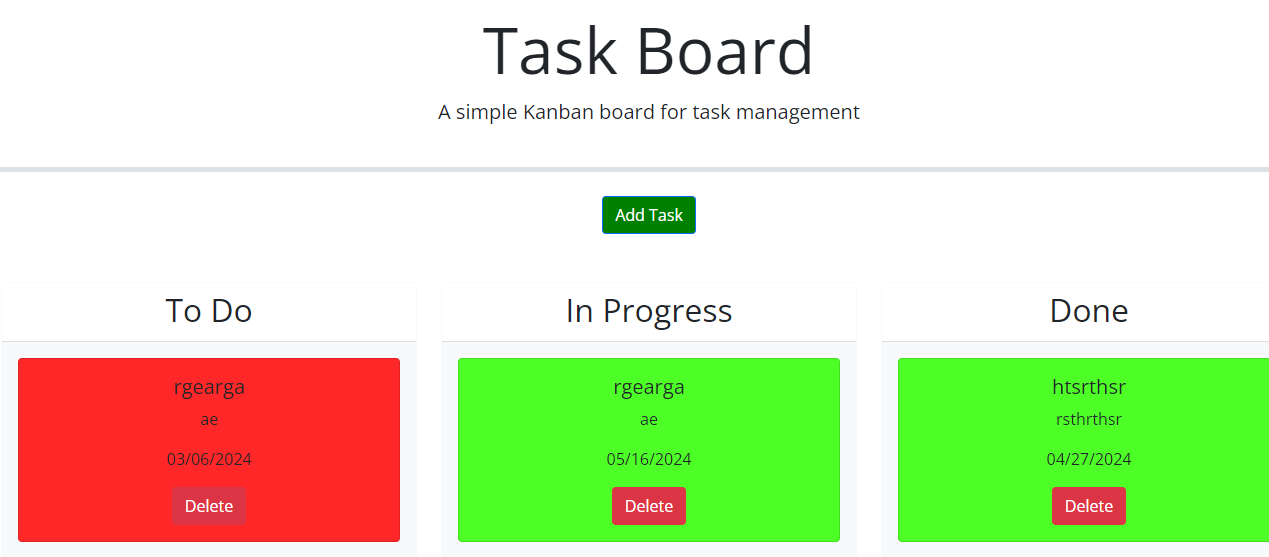 Task Board
A simple Kanban board for task management
Add Task
To Do
rgearga
ae
03/06/2024
Delete
In Progress
rgearga
ae
05/16/2024
Delete
Done
htsrthsr
rsthrthsr
04/27/2024
Delete